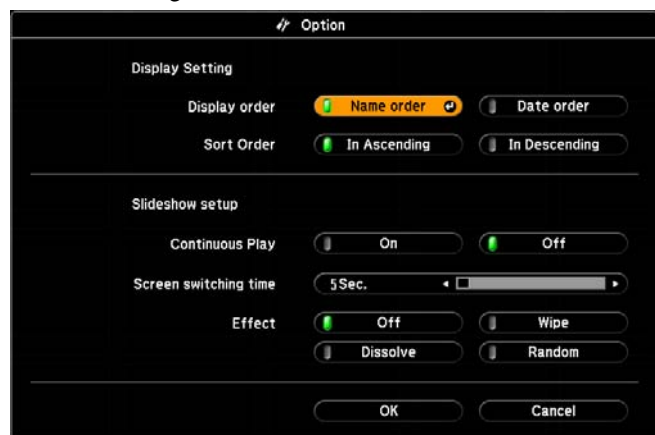 Option
Display Setting
Display order Name order Date order
Sort Order In Ascending In Descending
Slideshow setup
Continuous Play On Off
Screen switching time 5Sec.
Effect Off Wipe
Dissolve Random
OK Cancel